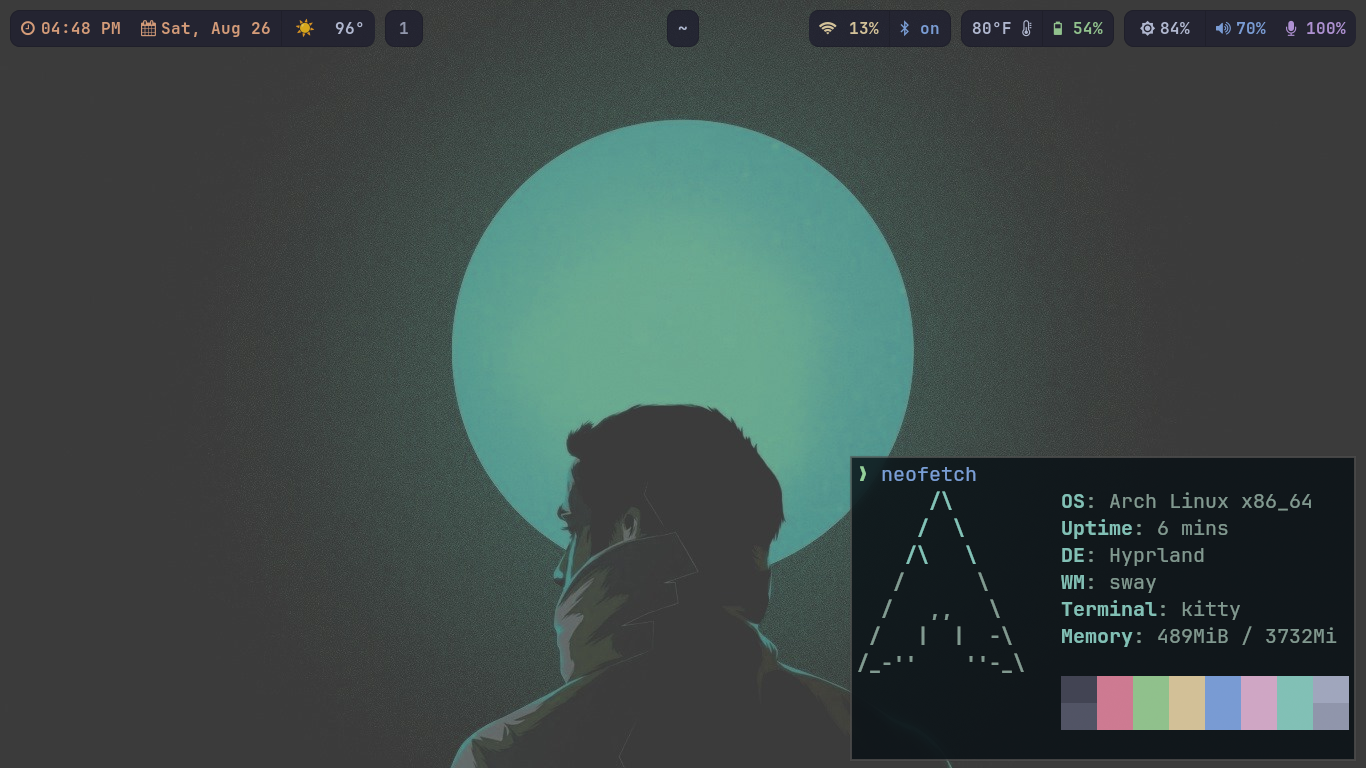 04:48 PM Sat, Aug 26 96° 1 ~ 13% on 80°F 54% 84% 70% 100%
❱ neofetch
OS: Arch Linux x86_64
Uptime: 6 mins
DE: Hyprland
WM: sway
Terminal: kitty
Memory: 489MiB / 3732Mi